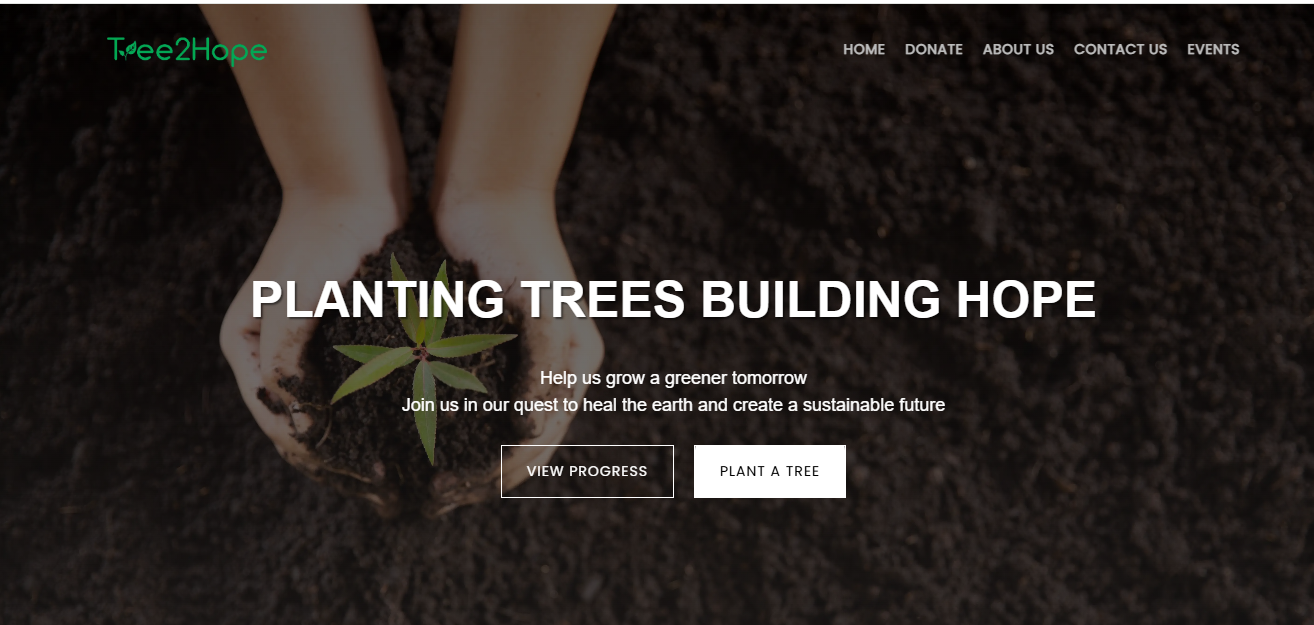 Tree2Hope
HOME DONATE ABOUT US CONTACT US EVENTS
PLANTING TREES BUILDING HOPE
Help us grow a greener tomorrow
Join us in our quest to heal the earth and create a sustainable future
VIEW PROGRESS PLANT A TREE